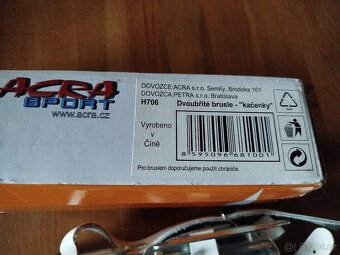 ACRA
SPORT
www.acra.cz
DOVOZCE:ACRA s.r.o. Semily, Brodská 161
DOVOZCA:PETRA s.r.o. Bratislava
H706 Dvoubřité brusle - "kačenky"
Vyrobeno
v
Číně
8 595096 681001
Pro bruslení doporučujeme použít chrániče.
PAP